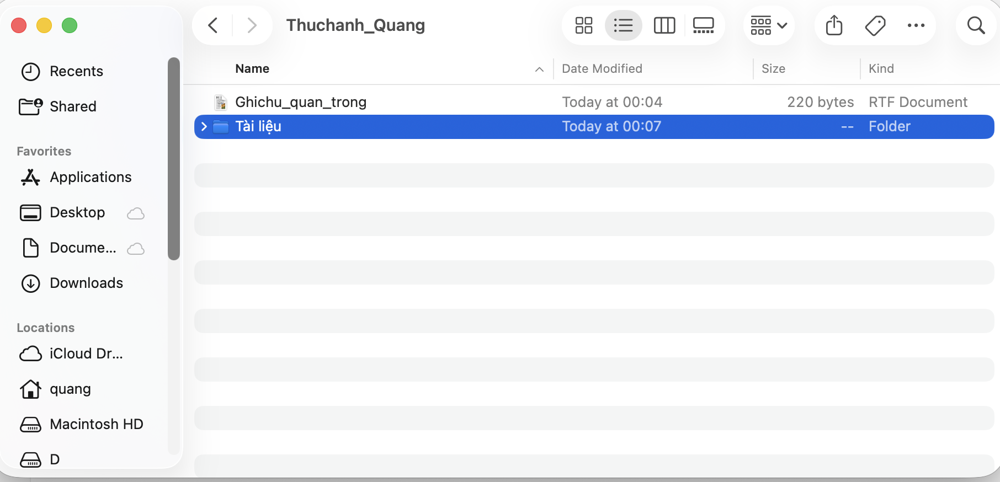 Thuchanh_Quang
Recents
Shared
Favorites
Applications
Desktop
Docume...
Downloads
Locations
iCloud Dr...
quang
Macintosh HD
D
Name Date Modified Size Kind
Ghichu_quan_trong Today at 00:04 220 bytes RTF Document
Tài liệu Today at 00:07 -- Folder